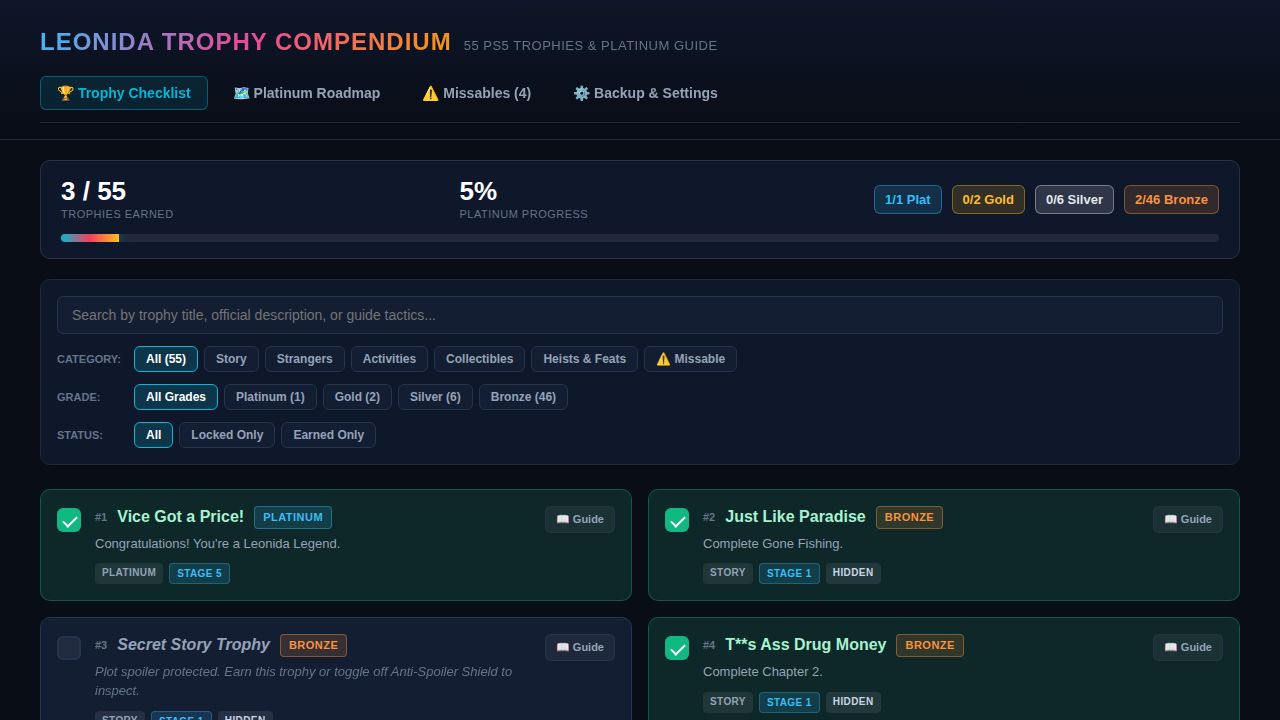 LEONIDA TROPHY COMPENDIUM 55 PS5 TROPHIES & PLATINUM GUIDE
🏆 Trophy Checklist 🗺️ Platinum Roadmap ⚠️ Missables (4) ⚙️ Backup & Settings
3 / 55 5% 1/1 Plat 0/2 Gold 0/6 Silver 2/46 Bronze
TROPHIES EARNED PLATINUM PROGRESS
Search by trophy title, official description, or guide tactics...
CATEGORY: All (55) Story Strangers Activities Collectibles Heists & Feats ⚠️ Missable
GRADE: All Grades Platinum (1) Gold (2) Silver (6) Bronze (46)
STATUS: All Locked Only Earned Only
#1 Vice Got a Price! PLATINUM 📖 Guide
Congratulations! You're a Leonida Legend.
PLATINUM STAGE 5
#2 Just Like Paradise BRONZE 📖 Guide
Complete Gone Fishing.
STORY STAGE 1 HIDDEN
#3 Secret Story Trophy BRONZE 📖 Guide
Plot spoiler protected. Earn this trophy or toggle off Anti-Spoiler Shield to
inspect.
STORY STAGE 1 HIDDEN
#4 T**s Ass Drug Money BRONZE 📖 Guide
Complete Chapter 2.
STORY STAGE 1 HIDDEN